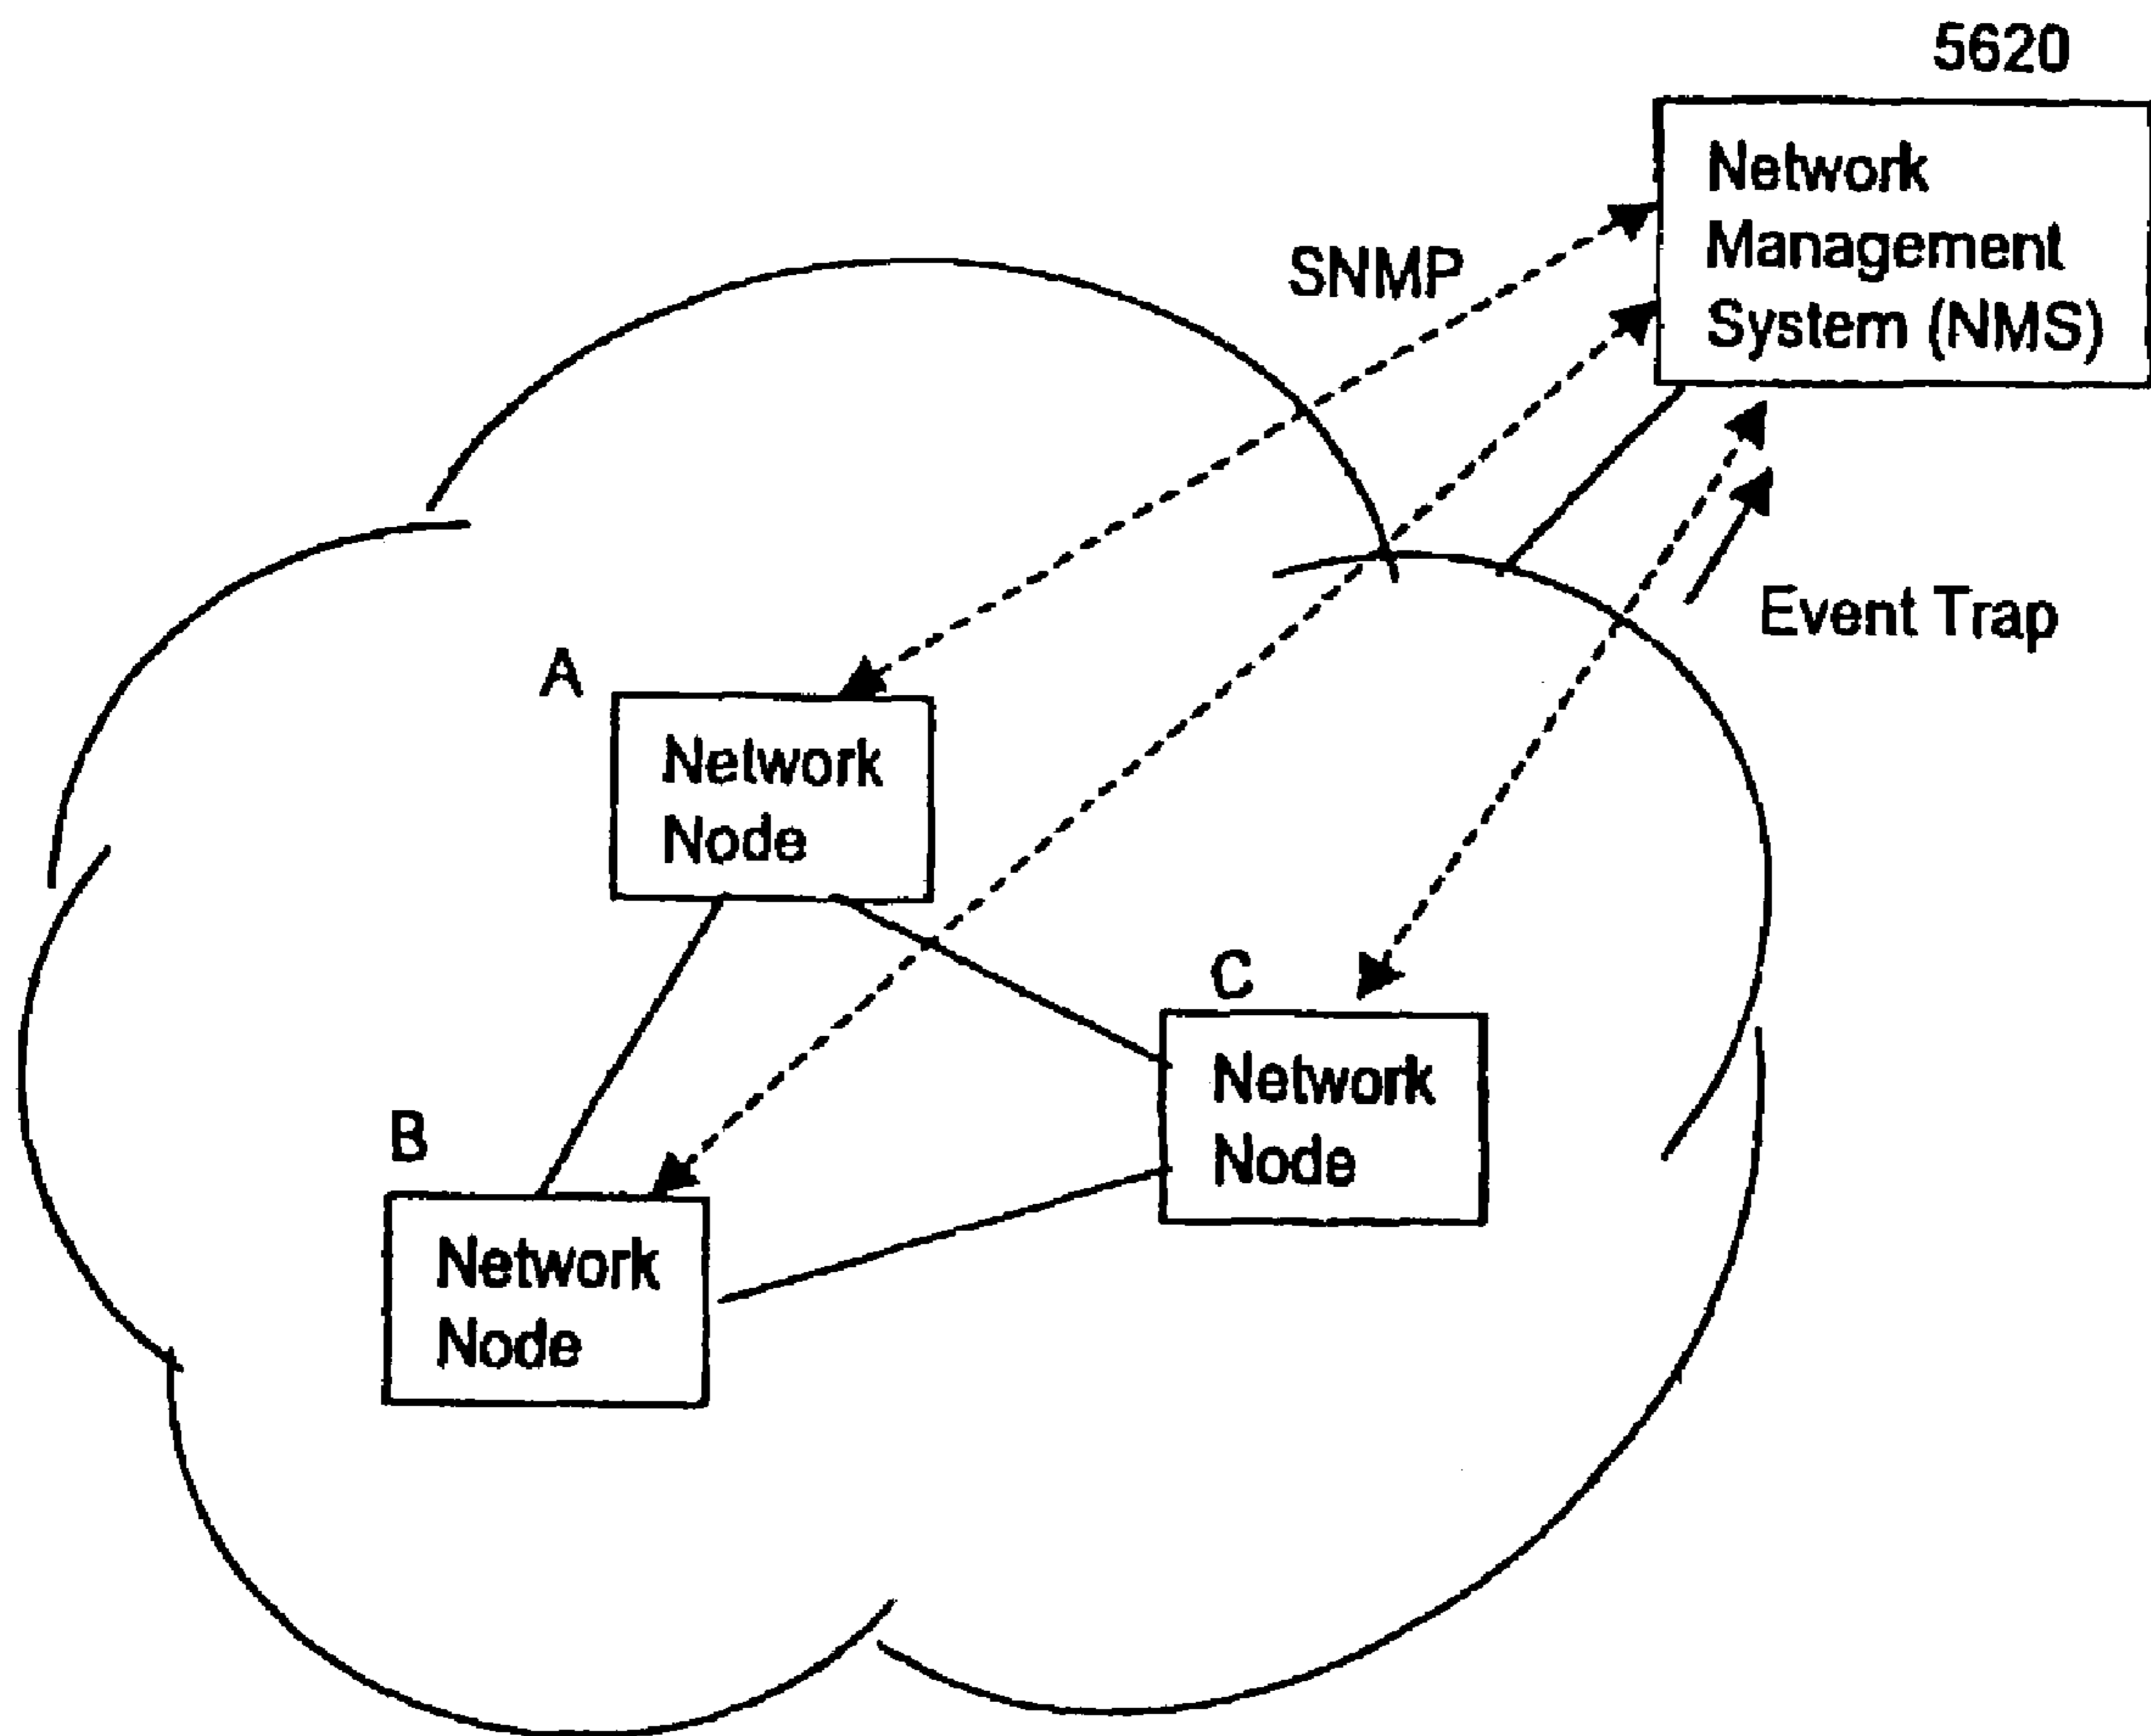 5620
Network
Management
System (NMS)
SNMP
Event Trap
A
Network
Node
C
Network
Node
B
Network
Node